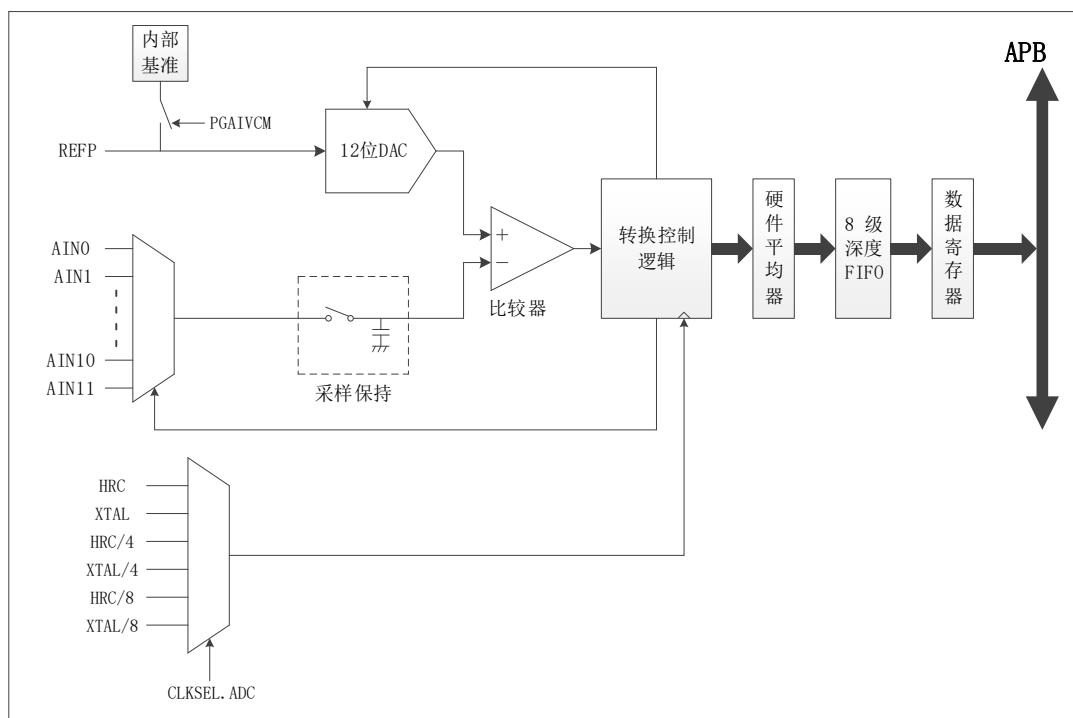 内部
基准
APB
PGAIVCM
REFP
12位DAC
AIN0
AIN1
AIN10
AIN11
采样保持
+
−
比较器
转换控制
逻辑
硬件平均器
8 级
深度
FIFO
数据寄存器
HRC
XTAL
HRC/4
XTAL/4
HRC/8
XTAL/8
CLKSEL.ADC